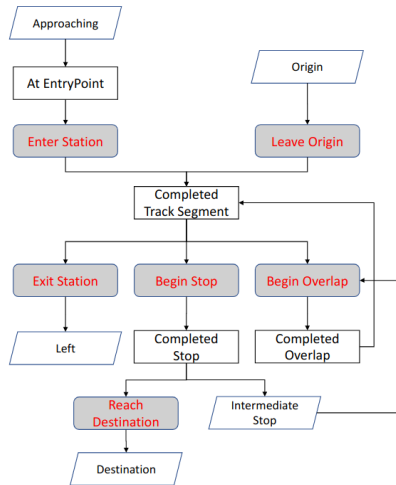 Approaching
Origin
At EntryPoint
Enter Station
Leave Origin
Completed
Track Segment
Exit Station
Begin Stop
Begin Overlap
Left
Completed
Stop
Completed
Overlap
Reach
Destination
Intermediate
Stop
Destination